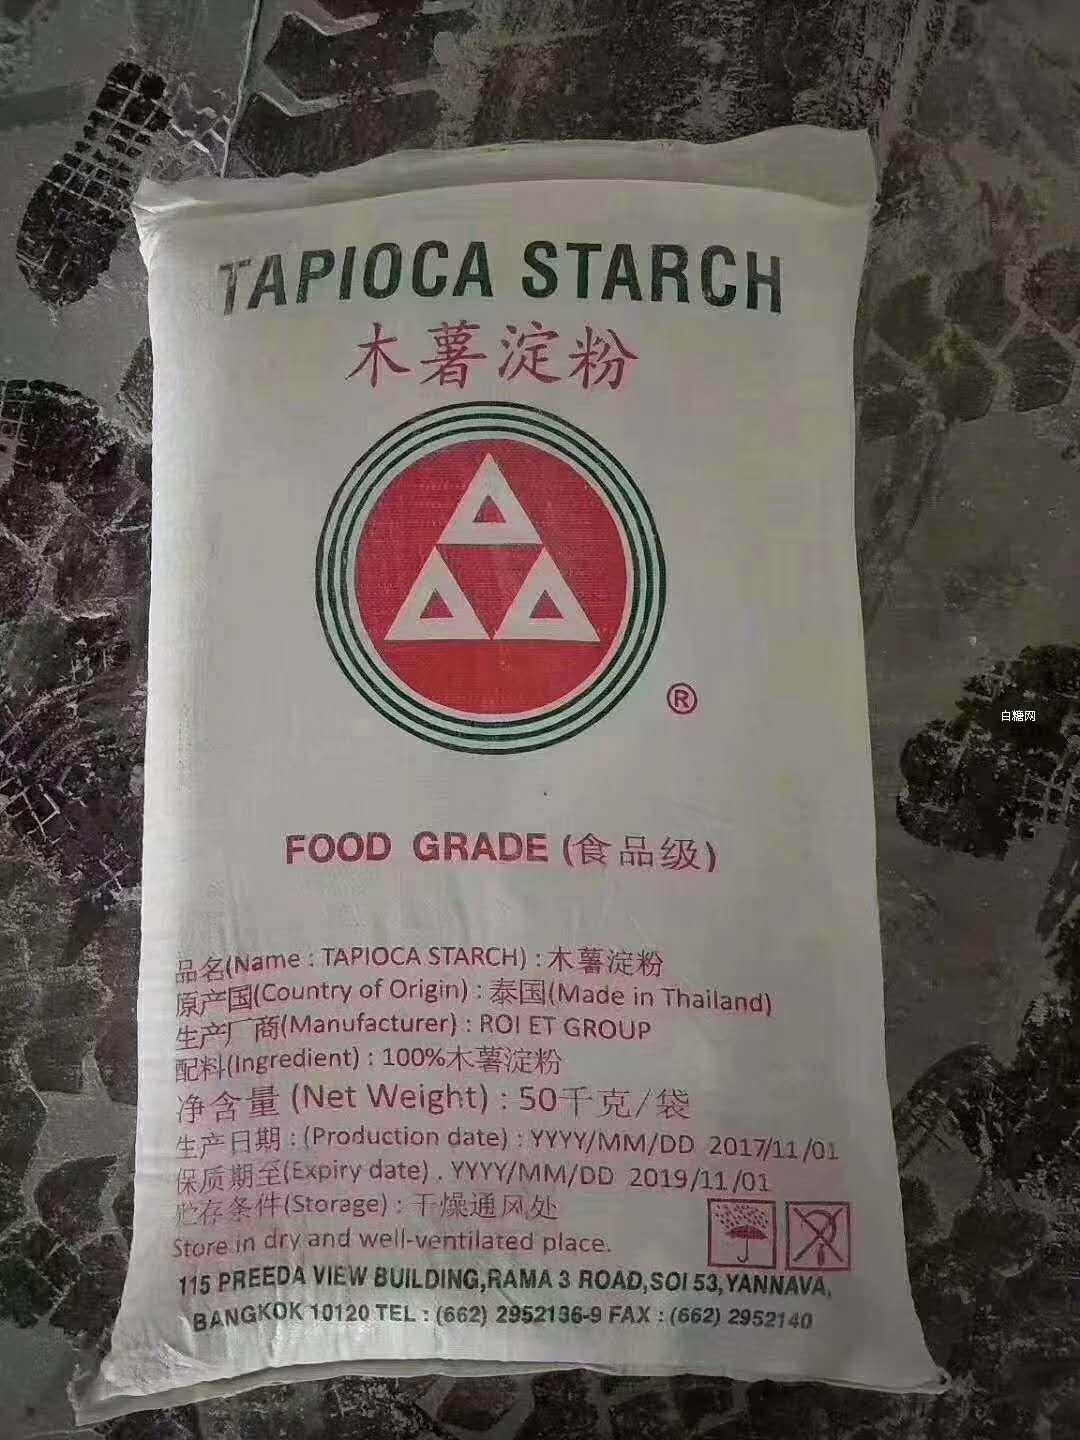 TAPIOCA STARCH
木薯淀粉
®
白糖网
FOOD GRADE (食品级)
品名(Name : TAPIOCA STARCH) : 木薯淀粉
原产国(Country of Origin) : 泰国(Made in Thailand)
生产厂商(Manufacturer) : ROI ET GROUP
配料(Ingredient) : 100%木薯淀粉
净含量 (Net Weight) : 50千克/袋
生产日期 : (Production date) : YYYY/MM/DD 2017/11/01
保质期至(Expiry date) . YYYY/MM/DD 2019/11/01
贮存条件(Storage) : 干燥通风处
Store in dry and well-ventilated place.
115 PREEDA VIEW BUILDING,RAMA 3 ROAD,SOI 53,YANNAVA,
BANGKOK 10120 TEL : (662) 2952136-9 FAX : (662) 2952140